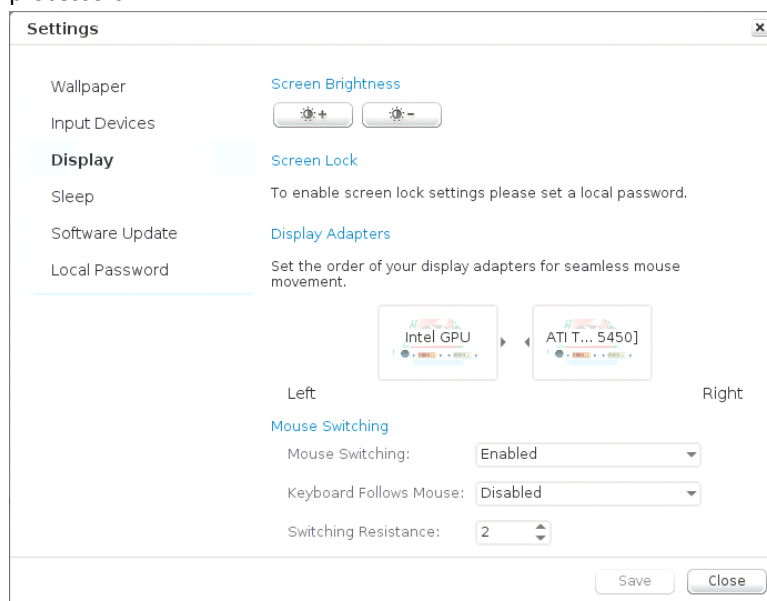 Settings
Wallpaper
Input Devices
Display
Sleep
Software Update
Local Password
Screen Brightness
+
-
Screen Lock
To enable screen lock settings please set a local password.
Display Adapters
Set the order of your display adapters for seamless mouse
movement.
Intel GPU
ATI T... 5450]
Left
Right
Mouse Switching
Mouse Switching: Enabled
Keyboard Follows Mouse: Disabled
Switching Resistance: 2
Save
Close